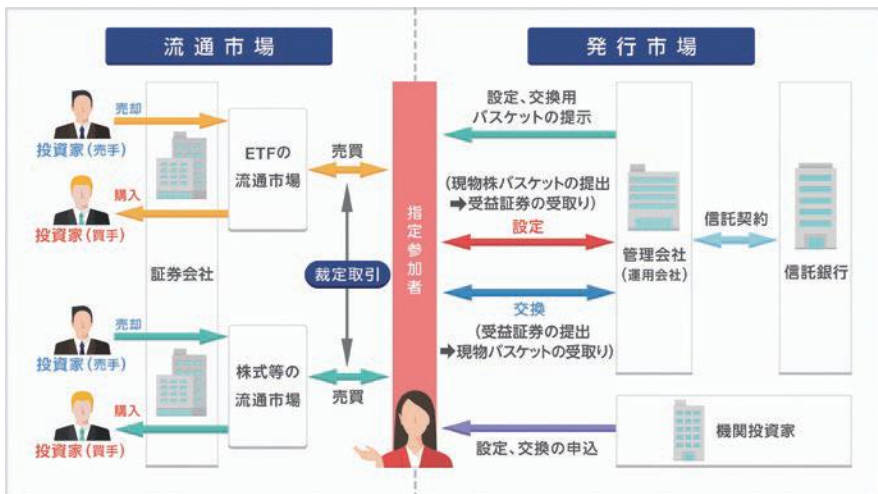 流通市場
発行市場
売却
投資家(売手)
購入
投資家(買手)
証券会社
売却
投資家(売手)
購入
投資家(買手)
ETFの
流通市場
売買
裁定取引
株式等の
流通市場
売買
指定参加者
設定、交換用
バスケットの提示
(現物株バスケットの提出
➡受益証券の受取り)
設定
交換
(受益証券の提出
➡現物バスケットの受取り)
設定、交換の申込
管理会社
(運用会社)
信託契約
信託銀行
機関投資家